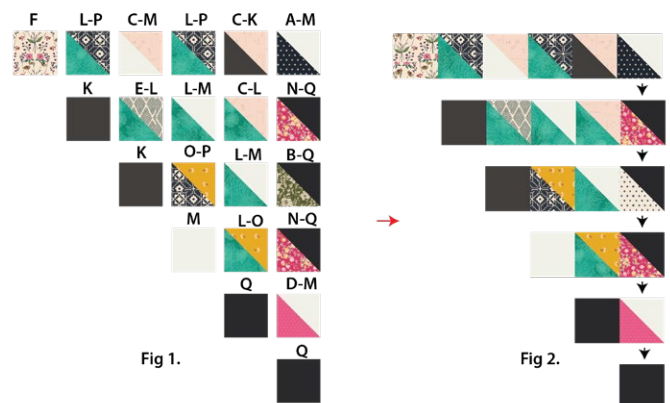 F L-P C-M L-P C-K A-M
K E-L L-M C-L N-Q
K O-P L-M B-Q
M L-O N-Q
Q D-M
Fig 1. Fig 2.
Q